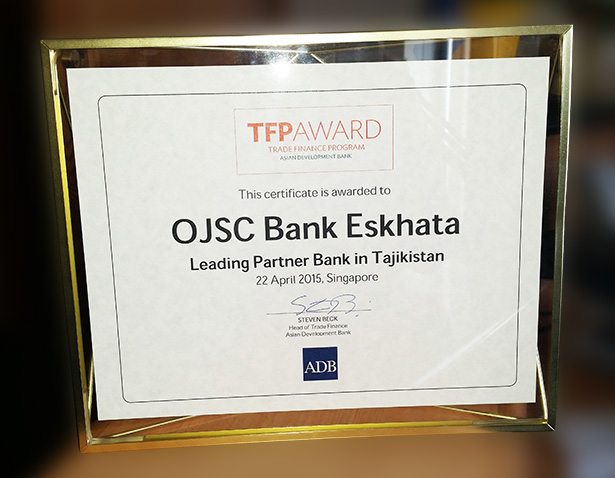 TFPAWARD
TRADE FINANCE PROGRAM
ASIAN DEVELOPMENT BANK
This certificate is awarded to
OJSC Bank Eskhata
Leading Partner Bank in Tajikistan
22 April 2015, Singapore
STEVEN BECK
Head of Trade Finance
Asian Development Bank
ADB